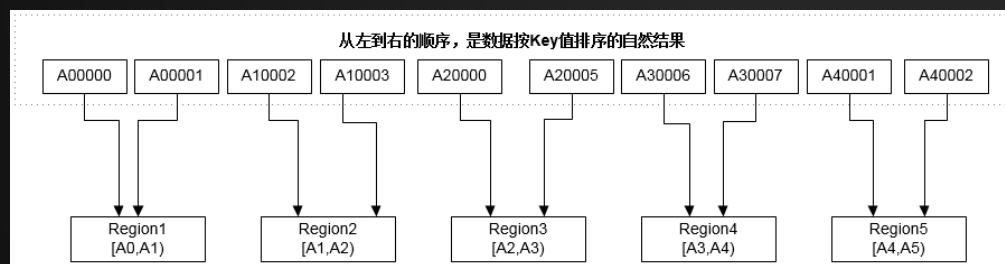 从左到右的顺序，是数据按Key值排序的自然结果
A00000 A00001 A10002 A10003 A20000 A20005 A30006 A30007 A40001 A40002
Region1 Region2 Region3 Region4 Region5
[A0,A1) [A1,A2) [A2,A3) [A3,A4) [A4,A5)